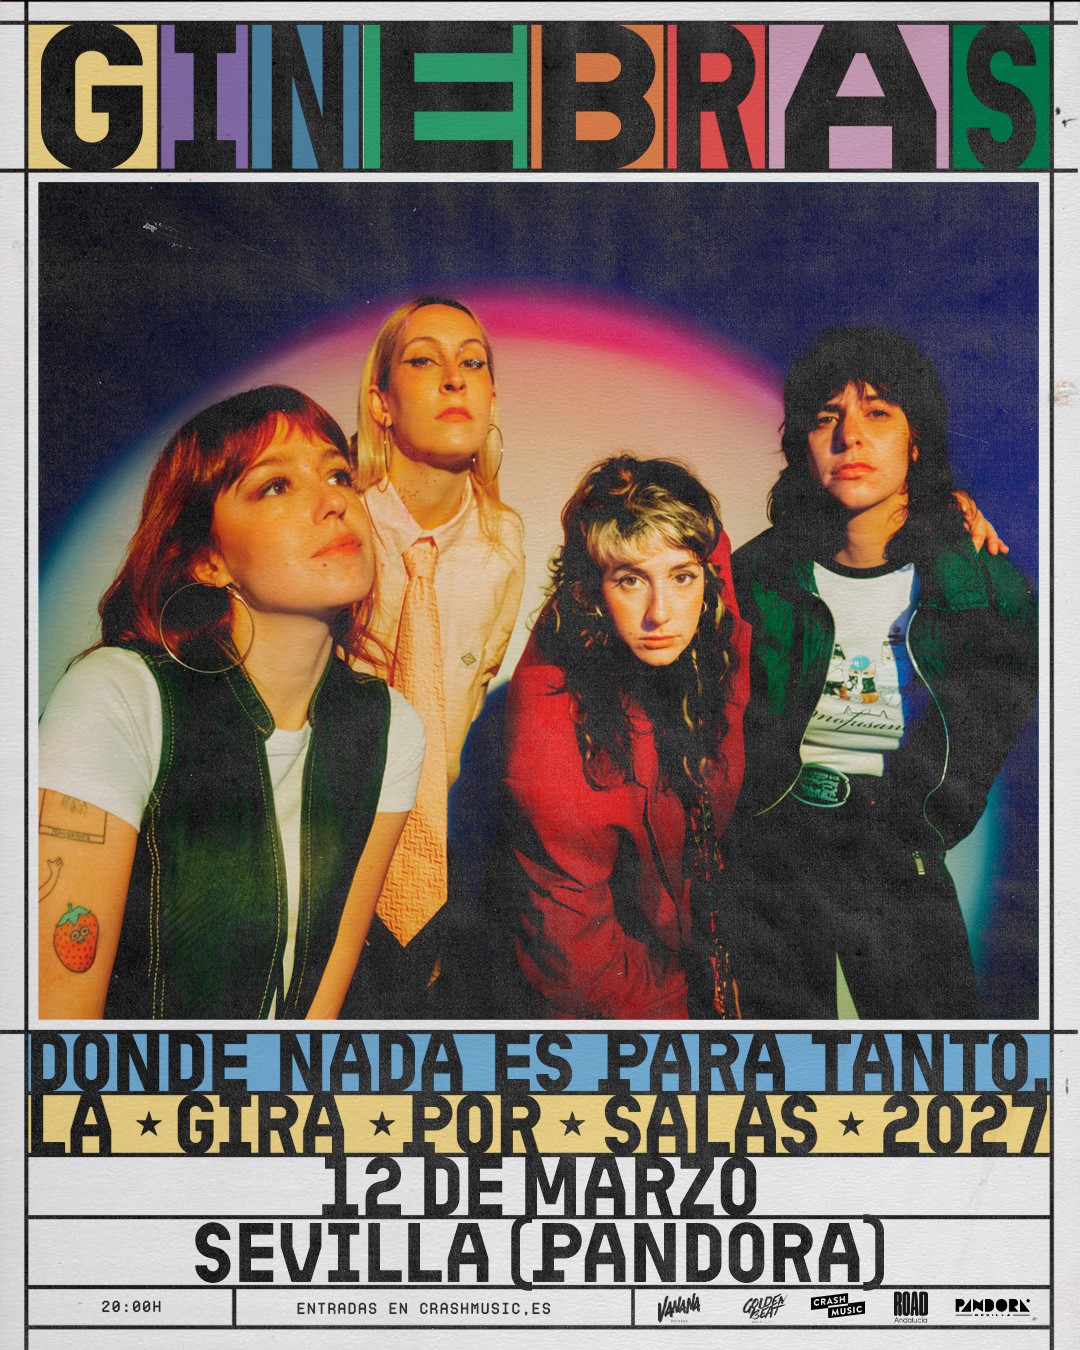 GINEBRAS
DONDE NADA ES PARA TANTO.
LA ★ GIRA ★ POR ★ SALAS ★ 2027
12 DE MARZO
SEVILLA (PANDORA)
20:00H
ENTRADAS EN CRASHMUSIC.ES
VANANA
GOLDEN BEAT
CRASH MUSIC
ROAD
Andalucía
PANDORA
SEVILLA